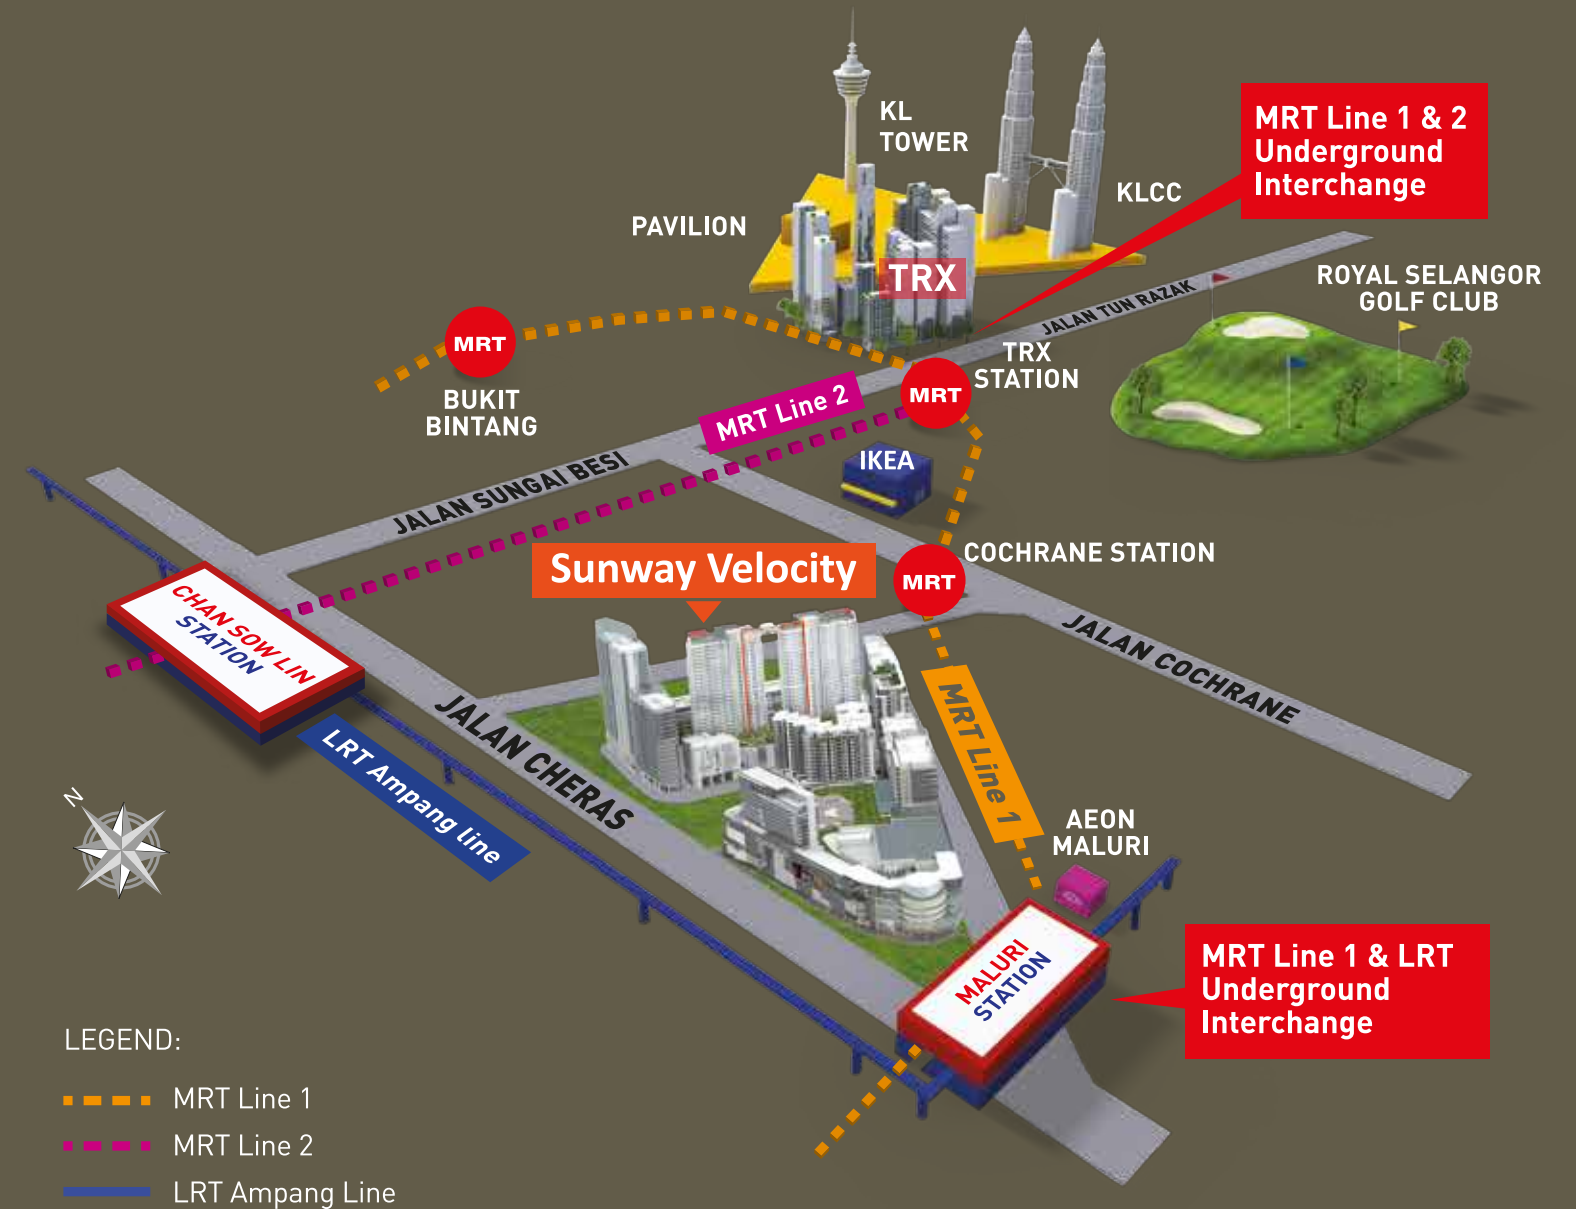 KL
TOWER
MRT Line 1 & 2
Underground
Interchange
KLCC
PAVILION
TRX
ROYAL SELANGOR
GOLF CLUB
JALAN TUN RAZAK
MRT
BUKIT
BINTANG
TRX
STATION
MRT
MRT Line 2
IKEA
JALAN SUNGAI BESI
COCHRANE STATION
MRT
Sunway Velocity
CHAN SOW LIN
STATION
JALAN COCHRANE
MRT Line 1
JALAN CHERAS
LRT Ampang line
N
AEON
MALURI
MALURI
STATION
MRT Line 1 & LRT
Underground
Interchange
LEGEND:
MRT Line 1
MRT Line 2
LRT Ampang Line